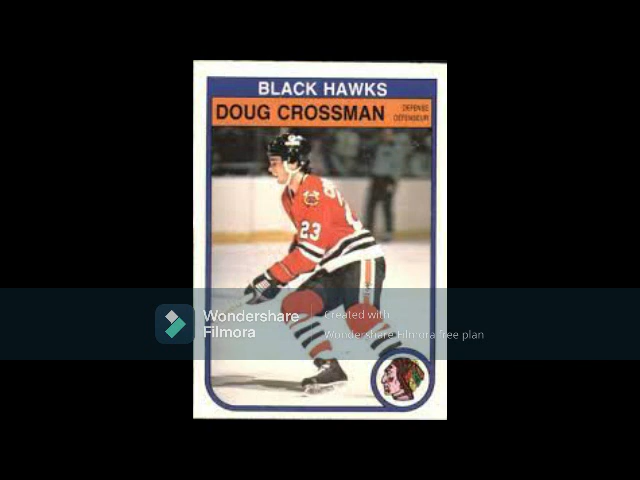 BLACK HAWKS
DOUG CROSSMAN
DEFENSE
DÉFENSEUR
23
Wondershare
Filmora
Created with
Wondershare Filmora free plan